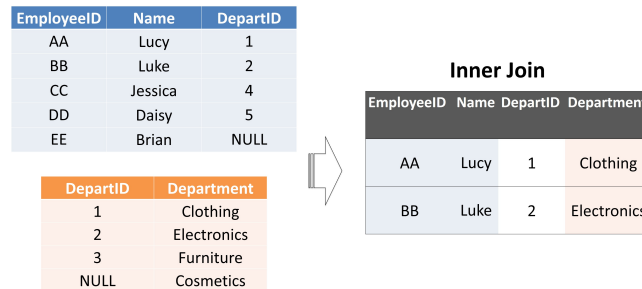 EmployeeID Name DepartID
AA Lucy 1
BB Luke 2
CC Jessica 4
DD Daisy 5
EE Brian NULL
DepartID Department
1 Clothing
2 Electronics
3 Furniture
NULL Cosmetics
Inner Join
EmployeeID Name DepartID Department
AA Lucy 1 Clothing
BB Luke 2 Electronics